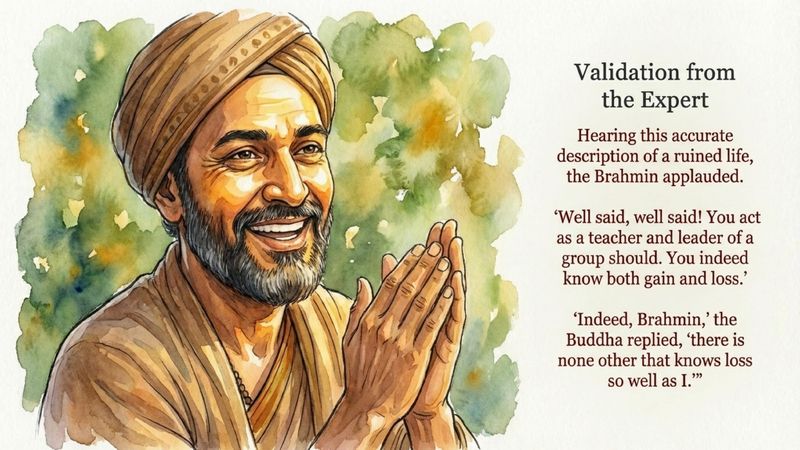 Validation from
the Expert
Hearing this accurate
description of a ruined life,
the Brahmin applauded.
‘Well said, well said! You act
as a teacher and leader of a
group should. You indeed
know both gain and loss.’
‘Indeed, Brahmin,’ the
Buddha replied, ‘there is
none other that knows loss
so well as I.’”